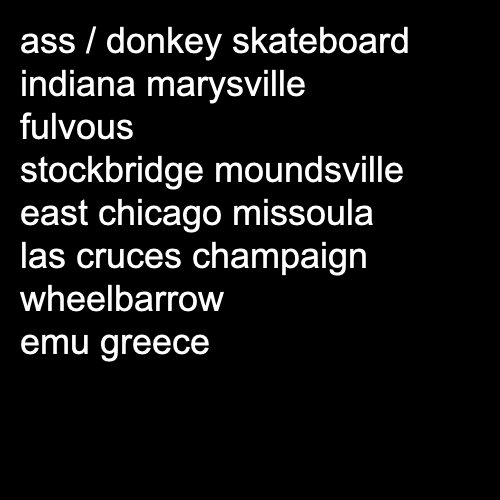 ass / donkey skateboard
indiana marysville
fulvous
stockbridge moundsville
east chicago missoula
las cruces champaign
wheelbarrow
emu greece